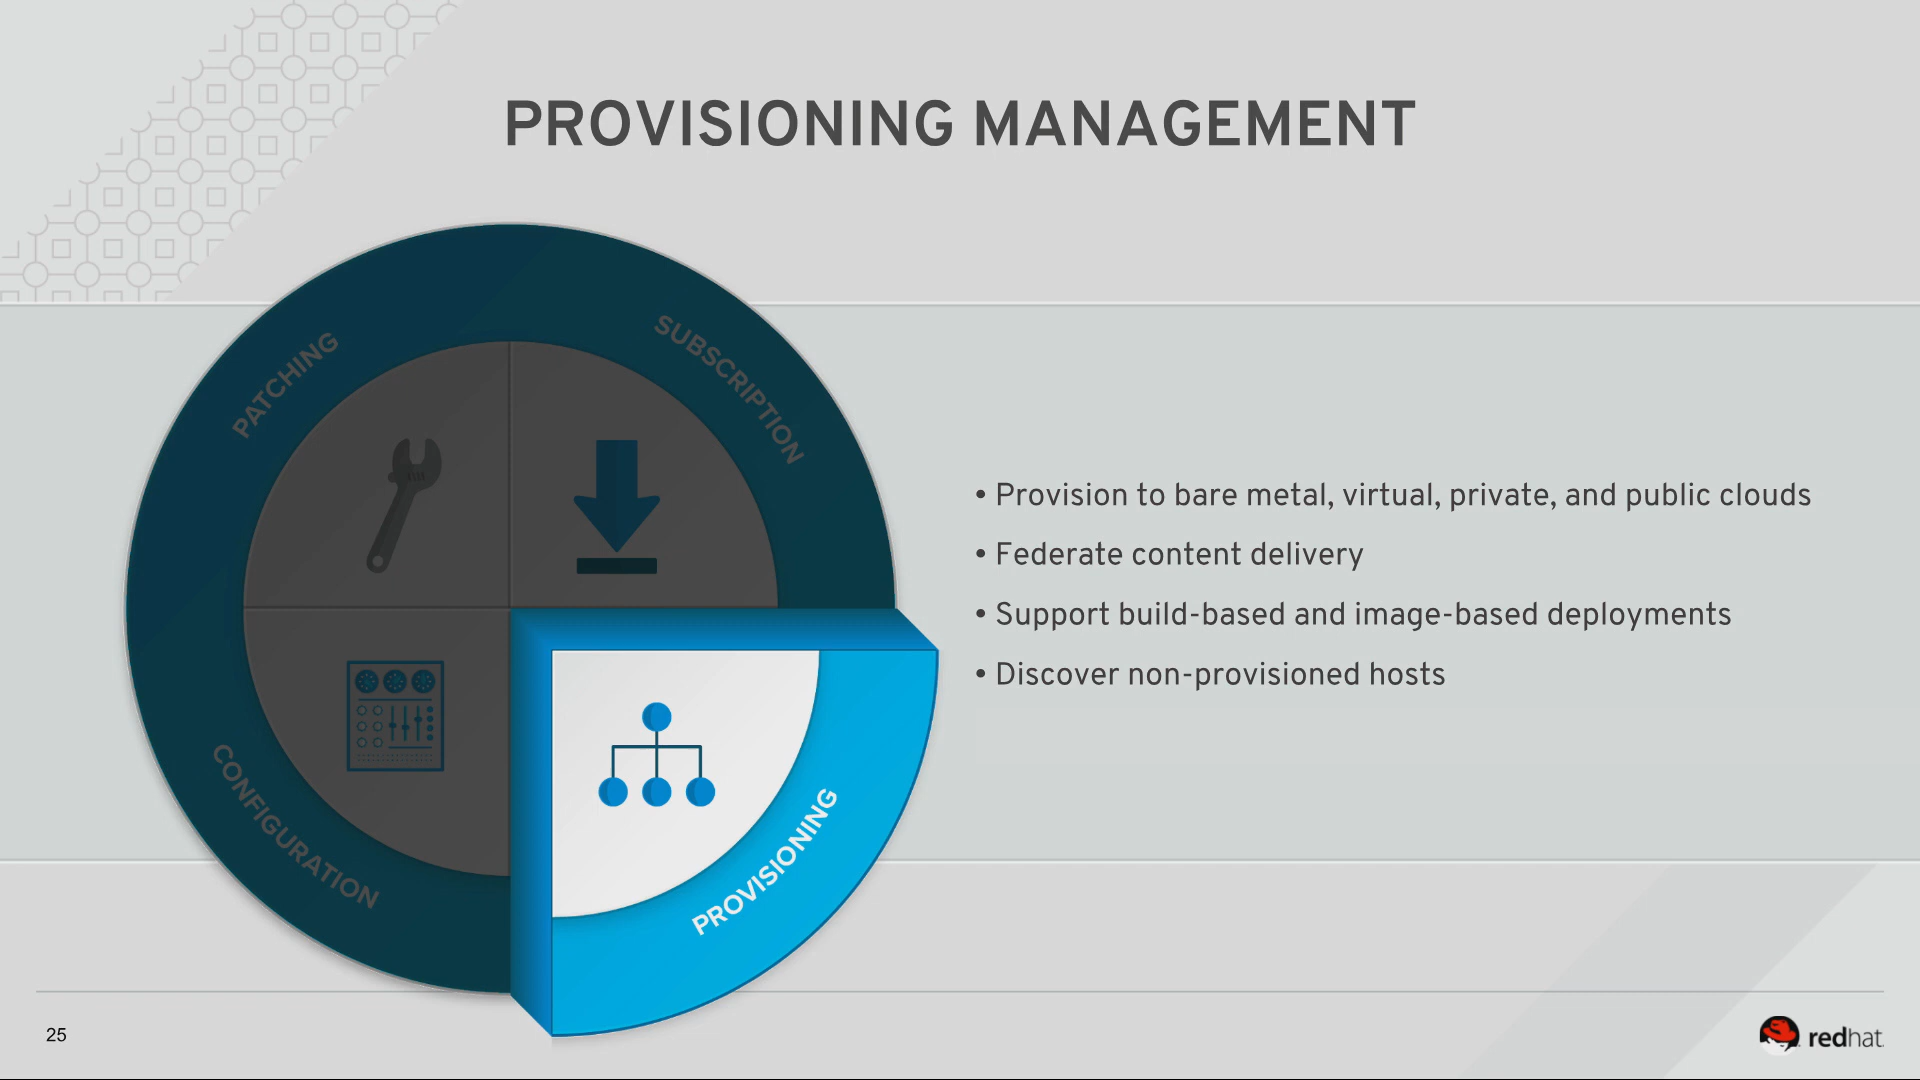 PROVISIONING MANAGEMENT
PATCHING
SUBSCRIPTION
CONFIGURATION
PROVISIONING
• Provision to bare metal, virtual, private, and public clouds
• Federate content delivery
• Support build-based and image-based deployments
• Discover non-provisioned hosts
25
redhat.